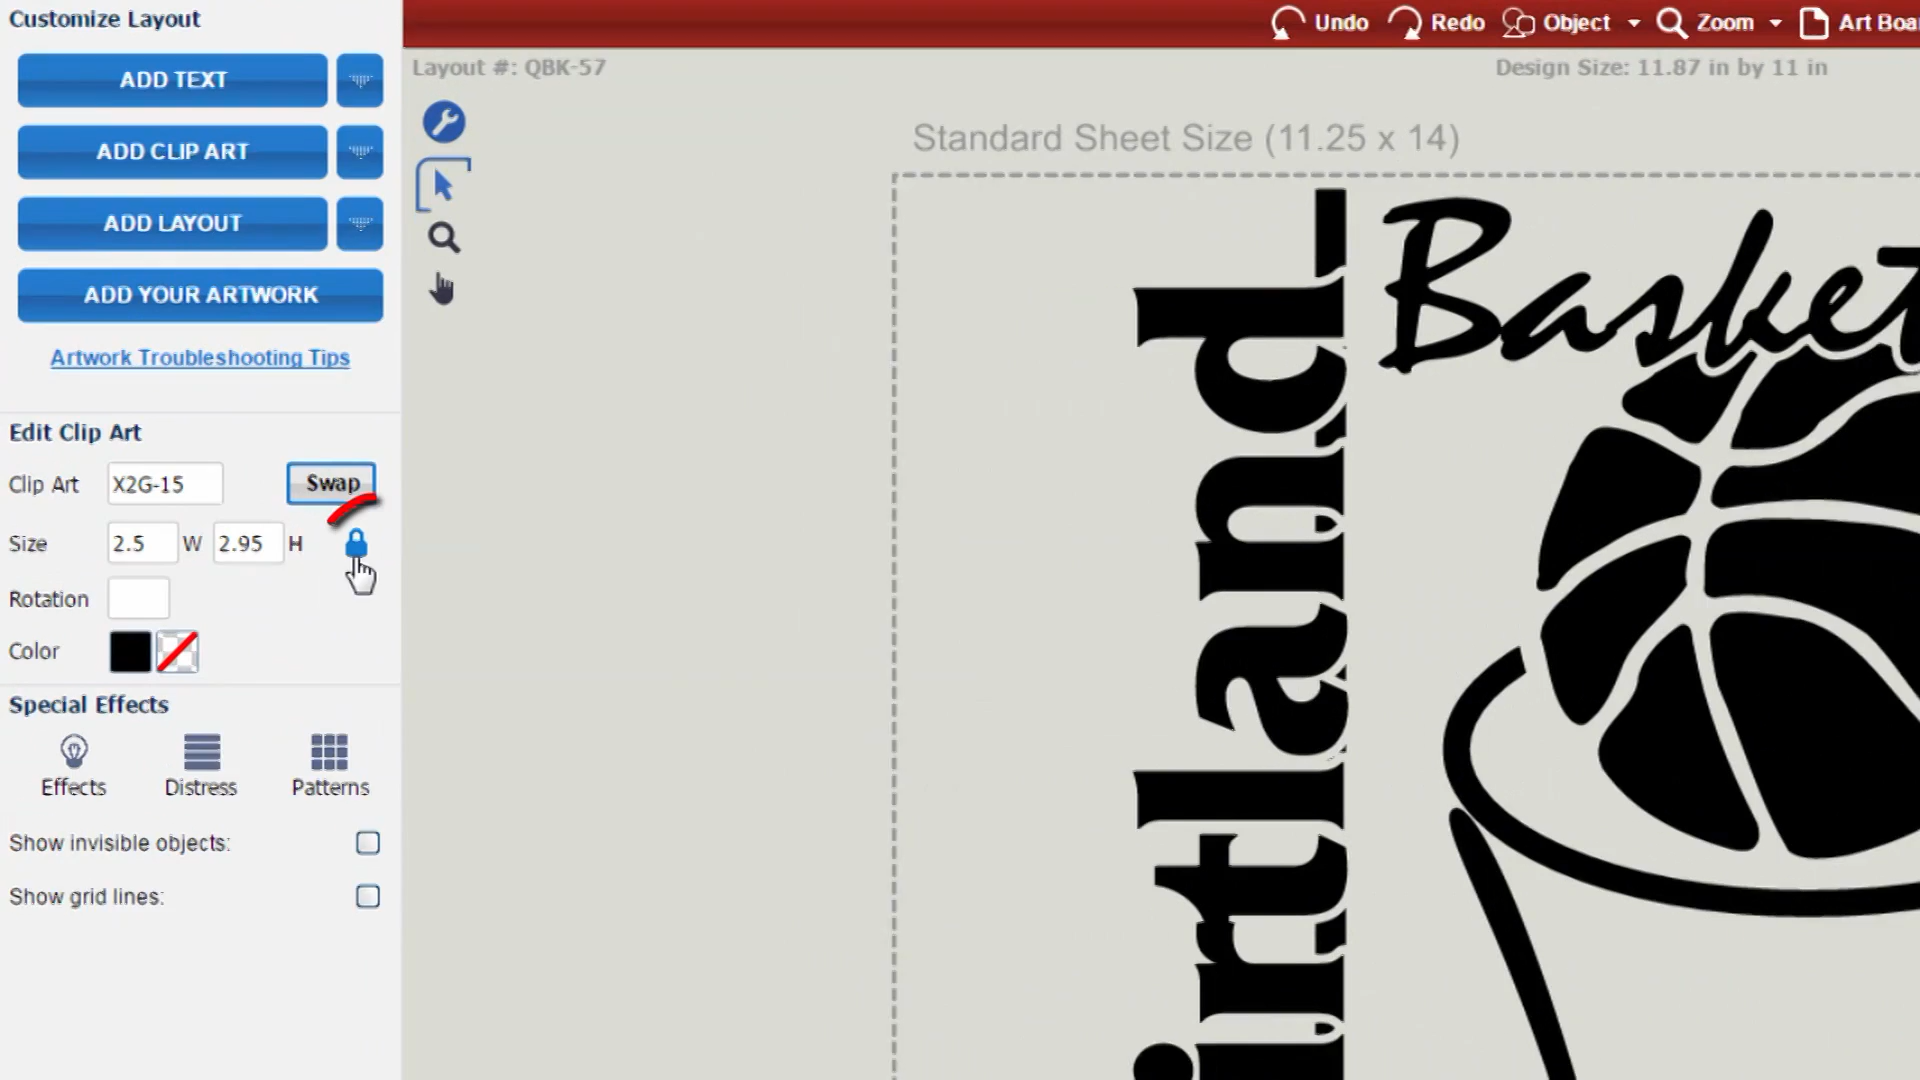 Customize Layout
Undo
Redo
Object
Zoom
Art Boa
ADD TEXT
ADD CLIP ART
ADD LAYOUT
ADD YOUR ARTWORK
Artwork Troubleshooting Tips
Layout #: QBK-57
Design Size: 11.87 in by 11 in
Standard Sheet Size (11.25 x 14)
Edit Clip Art
Clip Art X2G-15 Swap
Size 2.5 W 2.95 H
Rotation
Color
Special Effects
Effects Distress Patterns
Show invisible objects:
Show grid lines:
Basket
irtland